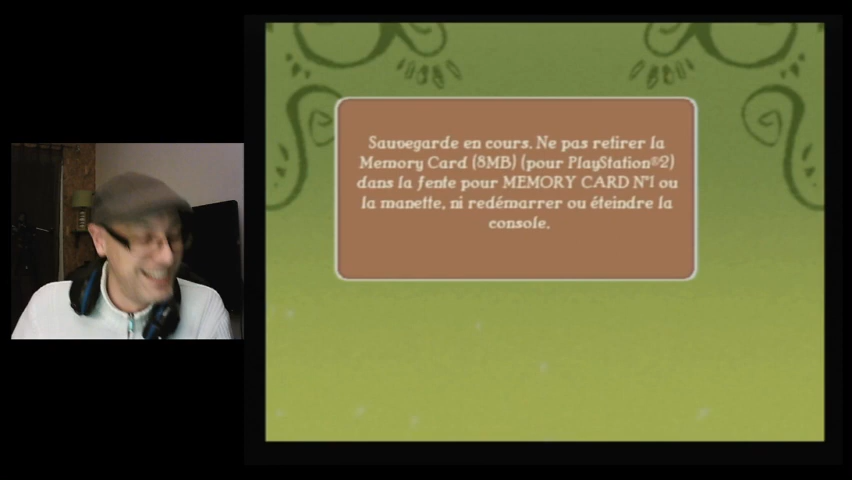 Sauvegarde en cours. Ne pas retirer la
Memory Card (8MB) (pour PlayStation®2)
dans la fente pour MEMORY CARD N°1 ou
la manette, ni redémarrer ou éteindre la
console.